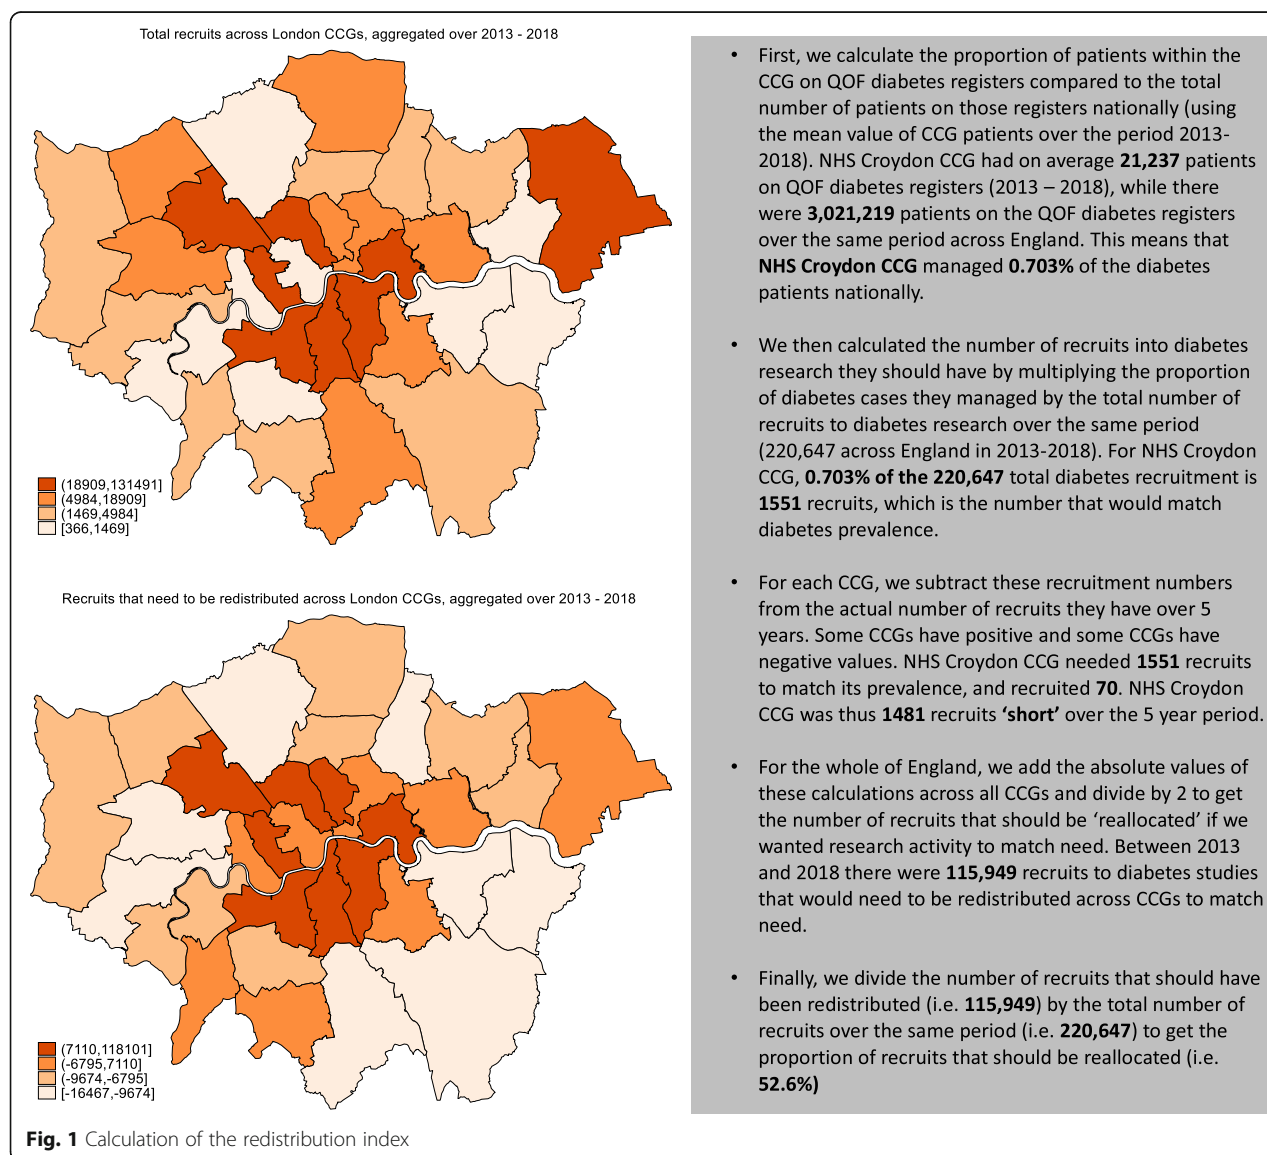 Total recruits across London CCGs, aggregated over 2013 - 2018
(18909,131491]
(4984,18909]
(1469,4984]
[366,1469]
Recruits that need to be redistributed across London CCGs, aggregated over 2013 - 2018
(7110,118101]
(-6795,7110]
(-9674,-6795]
[-16467,-9674]
• First, we calculate the proportion of patients within the
CCG on QOF diabetes registers compared to the total
number of patients on those registers nationally (using
the mean value of CCG patients over the period 2013-
2018). NHS Croydon CCG had on average 21,237 patients
on QOF diabetes registers (2013 – 2018), while there
were 3,021,219 patients on the QOF diabetes registers
over the same period across England. This means that
NHS Croydon CCG managed 0.703% of the diabetes
patients nationally.
• We then calculated the number of recruits into diabetes
research they should have by multiplying the proportion
of diabetes cases they managed by the total number of
recruits to diabetes research over the same period
(220,647 across England in 2013-2018). For NHS Croydon
CCG, 0.703% of the 220,647 total diabetes recruitment is
1551 recruits, which is the number that would match
diabetes prevalence.
• For each CCG, we subtract these recruitment numbers
from the actual number of recruits they have over 5
years. Some CCGs have positive and some CCGs have
negative values. NHS Croydon CCG needed 1551 recruits
to match its prevalence, and recruited 70. NHS Croydon
CCG was thus 1481 recruits ‘short’ over the 5 year period.
• For the whole of England, we add the absolute values of
these calculations across all CCGs and divide by 2 to get
the number of recruits that should be ‘reallocated’ if we
wanted research activity to match need. Between 2013
and 2018 there were 115,949 recruits to diabetes studies
that would need to be redistributed across CCGs to match
need.
• Finally, we divide the number of recruits that should have
been redistributed (i.e. 115,949) by the total number of
recruits over the same period (i.e. 220,647) to get the
proportion of recruits that should be reallocated (i.e.
52.6%)
Fig. 1 Calculation of the redistribution index